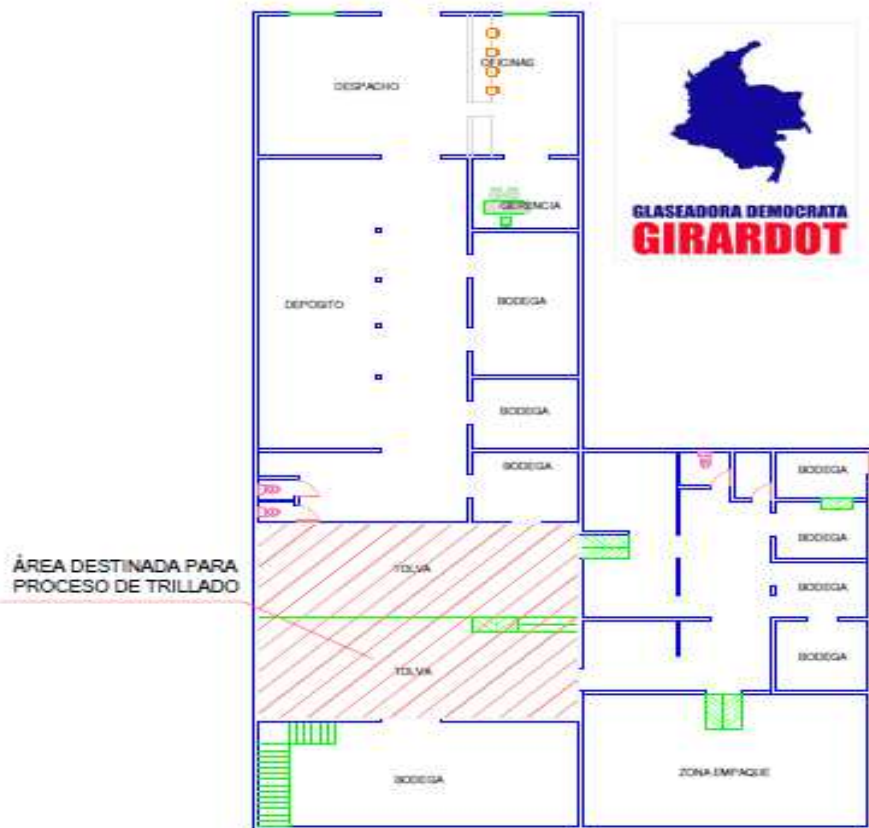 DESPACHO
OFICINAS
GLASEADORA DEMOCRATA
GIRARDOT
GERENCIA
DEPOSITO
BODEGA
BODEGA
BODEGA
BODEGA
BODEGA
BODEGA
BODEGA
ÁREA DESTINADA PARA
PROCESO DE TRILLADO
TOLVA
TOLVA
BODEGA
ZONA EMPAQUE